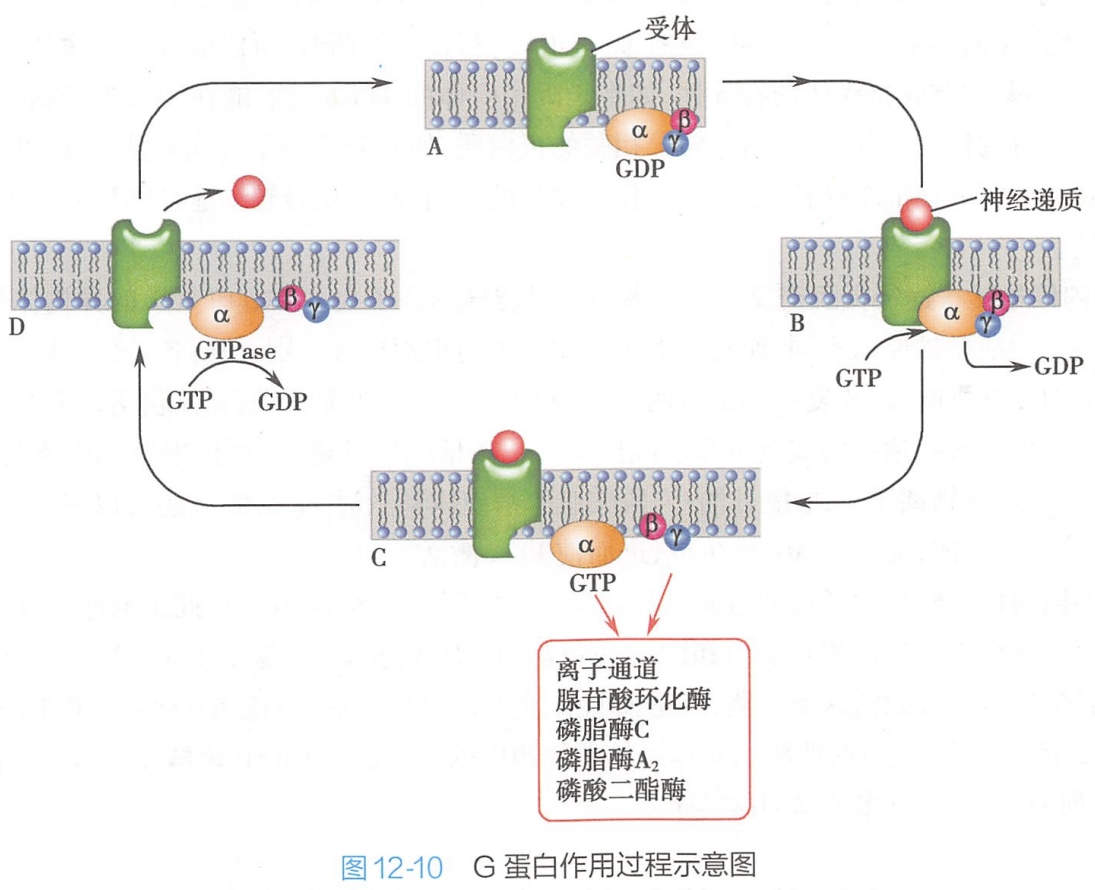 受体
α
β
γ
A
GDP
神经递质
α
β
γ
B
GTP
GDP
α
β
γ
D
GTPase
GTP
GDP
α
β
γ
C
GTP
离子通道
腺苷酸环化酶
磷脂酶C
磷脂酶A₂
磷酸二酯酶
图12-10 G 蛋白作用过程示意图